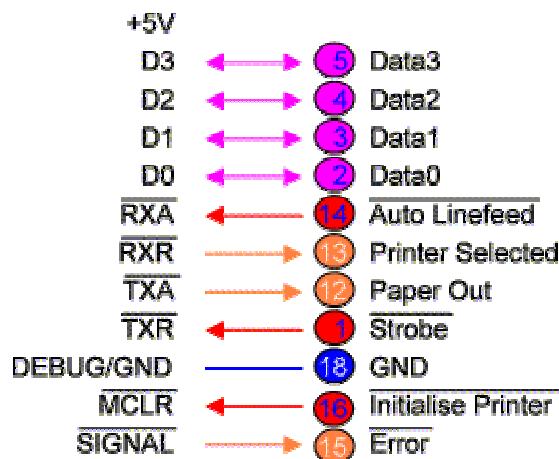 +5V
D3 5 Data3
D2 4 Data2
D1 3 Data1
D0 2 Data0
RXA 14 Auto Linefeed
RXR 13 Printer Selected
TXA 12 Paper Out
TXR 1 Strobe
DEBUG/GND 18 GND
MCLR 16 Initialise Printer
SIGNAL 15 Error